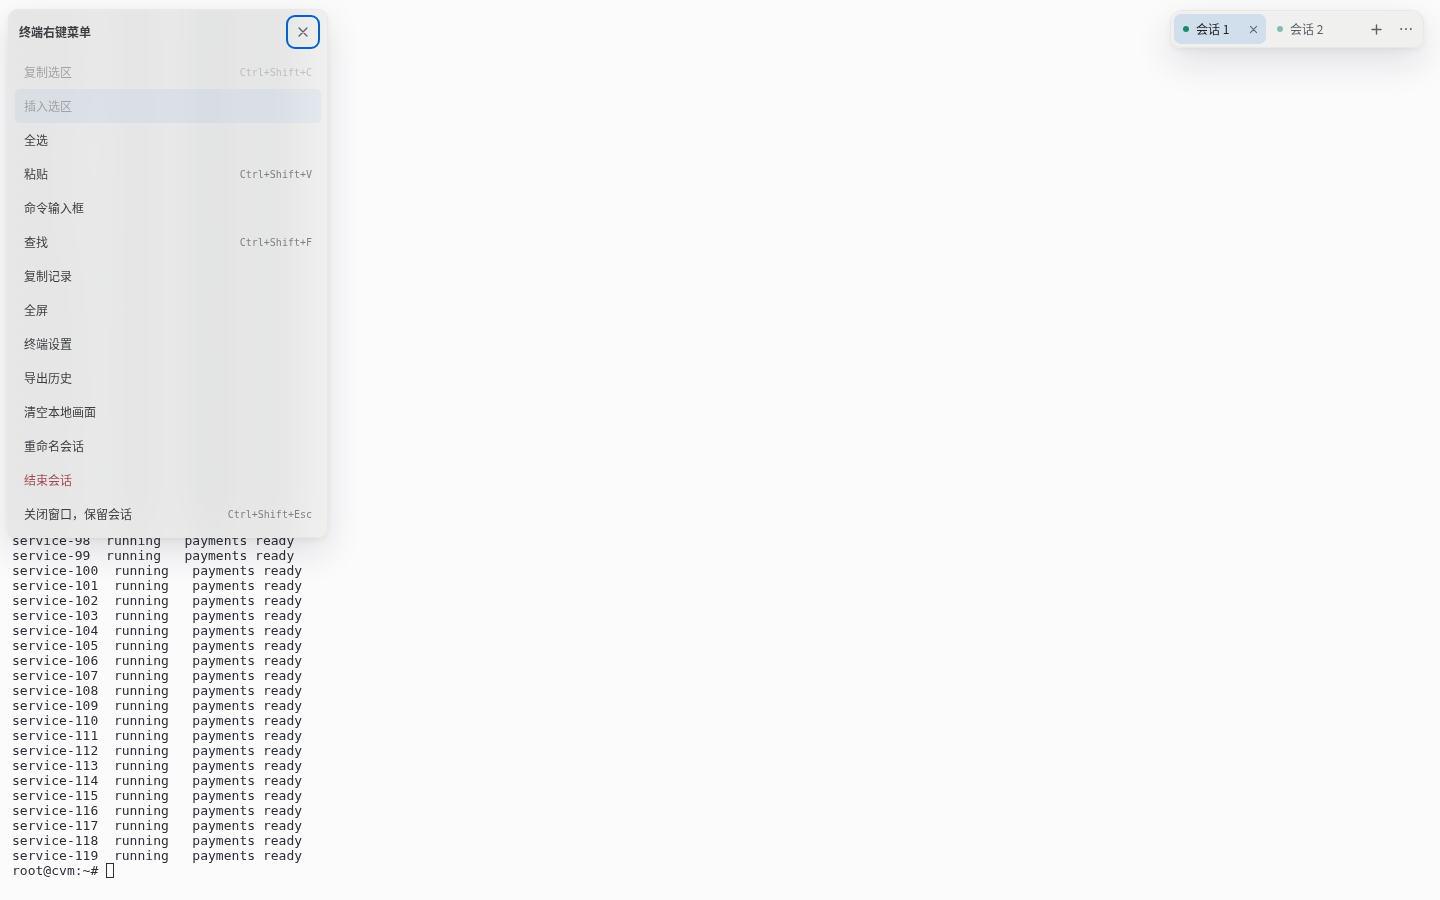 终端右键菜单
会话 1
会话 2
复制选区 Ctrl+Shift+C
插入选区
全选
粘贴 Ctrl+Shift+V
命令输入框
查找 Ctrl+Shift+F
复制记录
全屏
终端设置
导出历史
清空本地画面
重命名会话
结束会话
关闭窗口，保留会话 Ctrl+Shift+Esc
service-98  running   payments ready
service-99  running   payments ready
service-100  running   payments ready
service-101  running   payments ready
service-102  running   payments ready
service-103  running   payments ready
service-104  running   payments ready
service-105  running   payments ready
service-106  running   payments ready
service-107  running   payments ready
service-108  running   payments ready
service-109  running   payments ready
service-110  running   payments ready
service-111  running   payments ready
service-112  running   payments ready
service-113  running   payments ready
service-114  running   payments ready
service-115  running   payments ready
service-116  running   payments ready
service-117  running   payments ready
service-118  running   payments ready
service-119  running   payments ready
root@cvm:~#